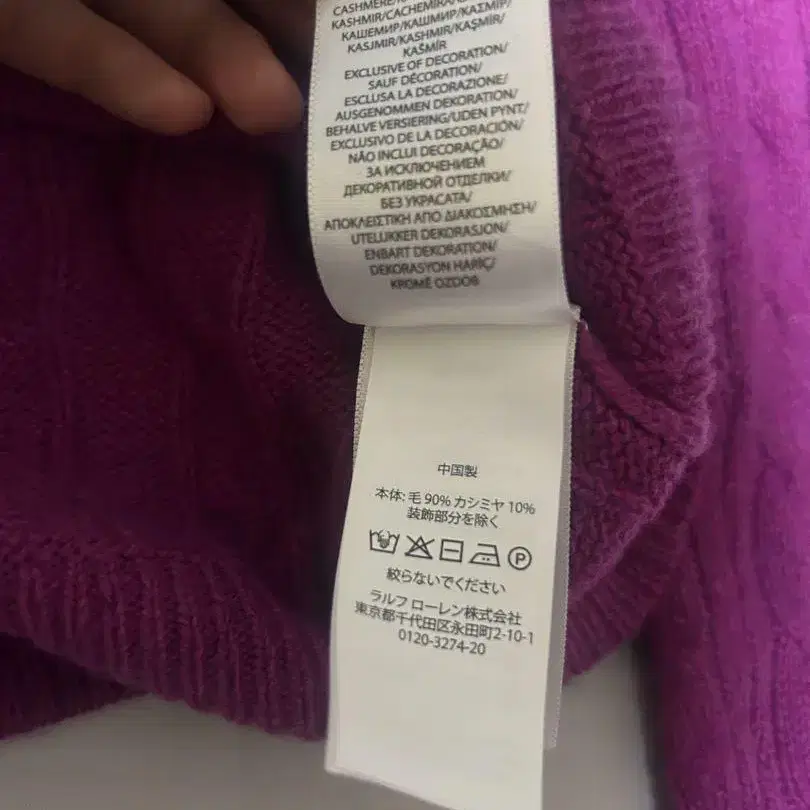 KASHMIR/CACHEMIRA/
КАШЕМИР/КАШМИР/ΚΑΣΜΙΡ/
KASJMIR/KASHMIR/KAŞMİR/
KAŠMÍR
EXCLUSIVE OF DECORATION/
SAUF DÉCORATION/
ESCLUSA LA DECORAZIONE/
AUSGENOMMEN DEKORATION/
BEHALVE VERSIERING/UDEN PYNT/
EXCLUSIVO DE LA DECORACIÓN/
NÃO INCLUI DECORAÇÃO/
ЗА ИСКЛЮЧЕНИЕМ
ДЕКОРАТИВНОЙ ОТДЕЛКИ/
БЕЗ УКРАСАТА/
ΑΠΟΚΛΕΙΣΤΙΚΗ ΑΠΟ ΔΙΑΚΟΣΜΗΣΗ/
UTELUKKER DEKORASJON/
ENBART DEKORATION/
DEKORASYON HARİÇ/
KROMĚ OZDOB
中国製
本体: 毛 90% カシミヤ 10%
装飾部分を除く
P
絞らないでください
ラルフ ローレン株式会社
東京都千代田区永田町2-10-1
0120-3274-20